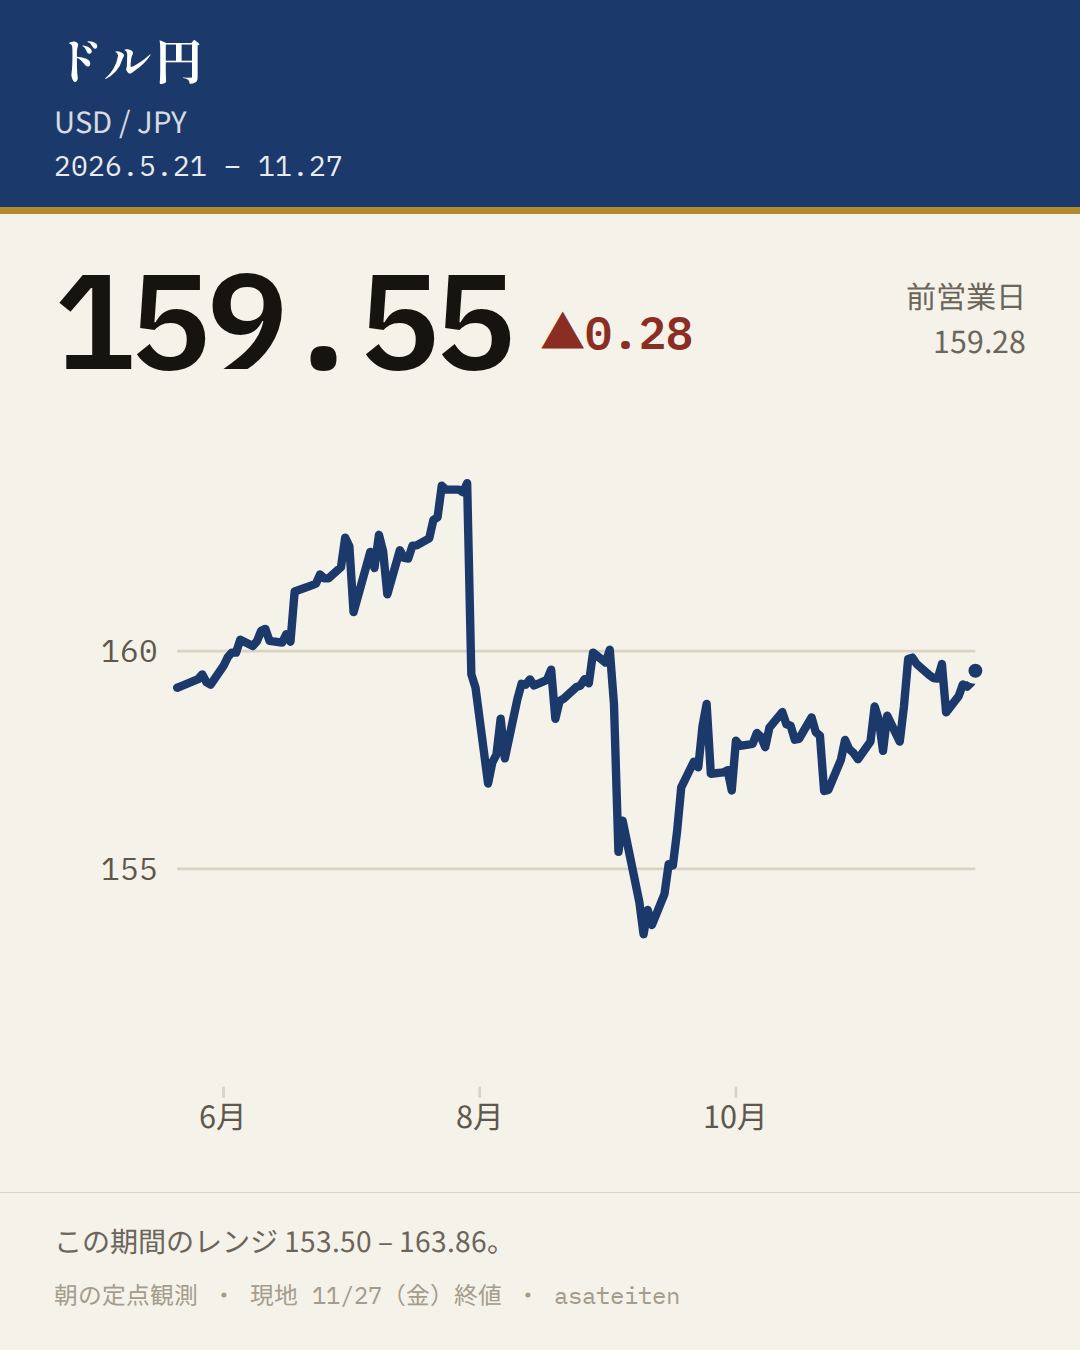 ドル円
USD / JPY
2026.5.21 – 11.27
159.55 ▲0.28
前営業日
159.28
160
155
6月 8月 10月
この期間のレンジ 153.50 – 163.86。
朝の定点観測 ・ 現地 11/27（金）終値 ・ asateiten